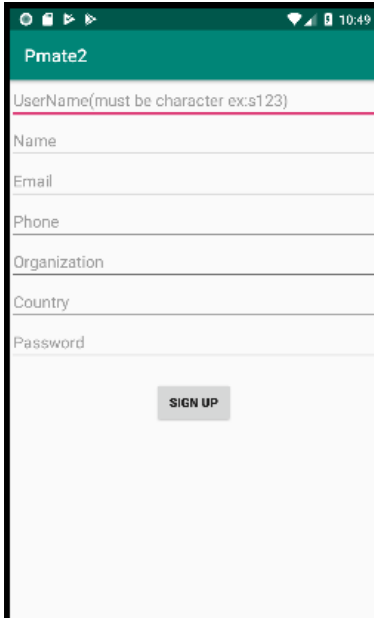 10:49
Pmate2
UserName(must be character ex:s123)
Name
Email
Phone
Organization
Country
Password
SIGN UP